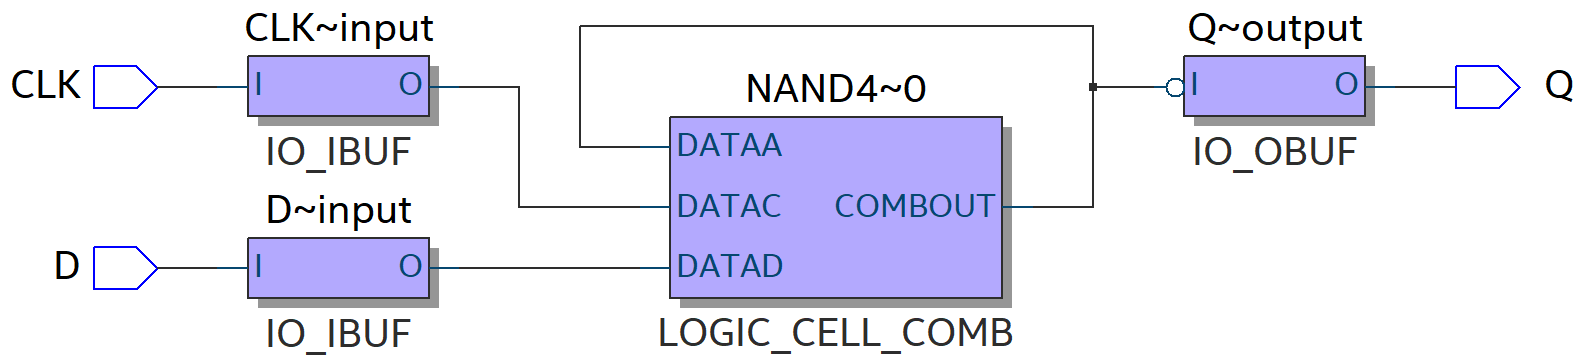 CLK~input
CLK
I
O
IO_IBUF
D~input
D
I
O
IO_IBUF
NAND4~0
DATAA
DATAC
COMBOUT
DATAD
LOGIC_CELL_COMB
Q~output
I
O
Q
IO_OBUF